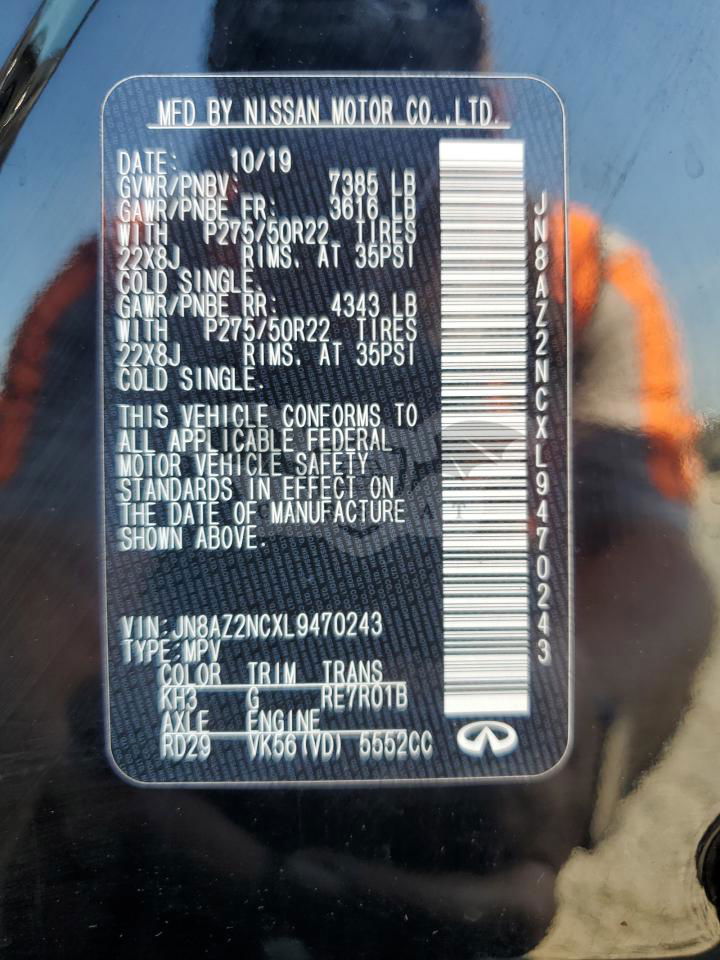 MFD BY NISSAN MOTOR CO.,LTD.
DATE: 10/19
GVWR/PNBV: 7385 LB
GAWR/PNBE FR: 3616 LB
WITH P275/50R22 TIRES
22X8J RIMS, AT 35PSI
COLD SINGLE.
GAWR/PNBE RR: 4343 LB
WITH P275/50R22 TIRES
22X8J RIMS, AT 35PSI
COLD SINGLE.
THIS VEHICLE CONFORMS TO
ALL APPLICABLE FEDERAL
MOTOR VEHICLE SAFETY
STANDARDS IN EFFECT ON
THE DATE OF MANUFACTURE
SHOWN ABOVE.
VIN:JN8AZ2NCXL9470243
TYPE:MPV
COLOR TRIM TRANS
KH3 G RE7R01B
AXLE ENGINE
RD29 VK56(VD) 5552CC
JN8AZ2NCXL9470243